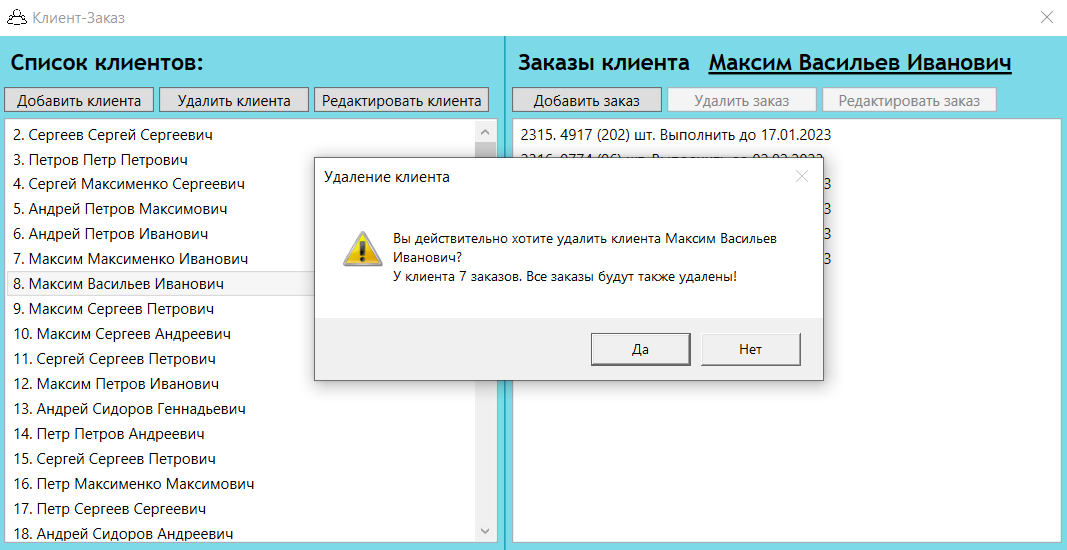 Клиент-Заказ
Список клиентов:
Добавить клиента Удалить клиента Редактировать клиента
2. Сергеев Сергей Сергеевич
3. Петров Петр Петрович
4. Сергей Максименко Сергеевич
5. Андрей Петров Максимович
6. Андрей Петров Иванович
7. Максим Максименко Иванович
8. Максим Васильев Иванович
9. Максим Сергеев Петрович
10. Максим Сергеев Андреевич
11. Сергей Сергеев Петрович
12. Максим Петров Иванович
13. Андрей Сидоров Геннадьевич
14. Петр Петров Андреевич
15. Сергей Сергеев Петрович
16. Петр Максименко Максимович
17. Петр Сергеев Сергеевич
18. Андрей Сидоров Андреевич
Заказы клиента Максим Васильев Иванович
Добавить заказ Удалить заказ Редактировать заказ
2315. 4917 (202) шт. Выполнить до 17.01.2023
3
3
3
Удаление клиента
Вы действительно хотите удалить клиента Максим Васильев
Иванович?
У клиента 7 заказов. Все заказы будут также удалены!
Да Нет